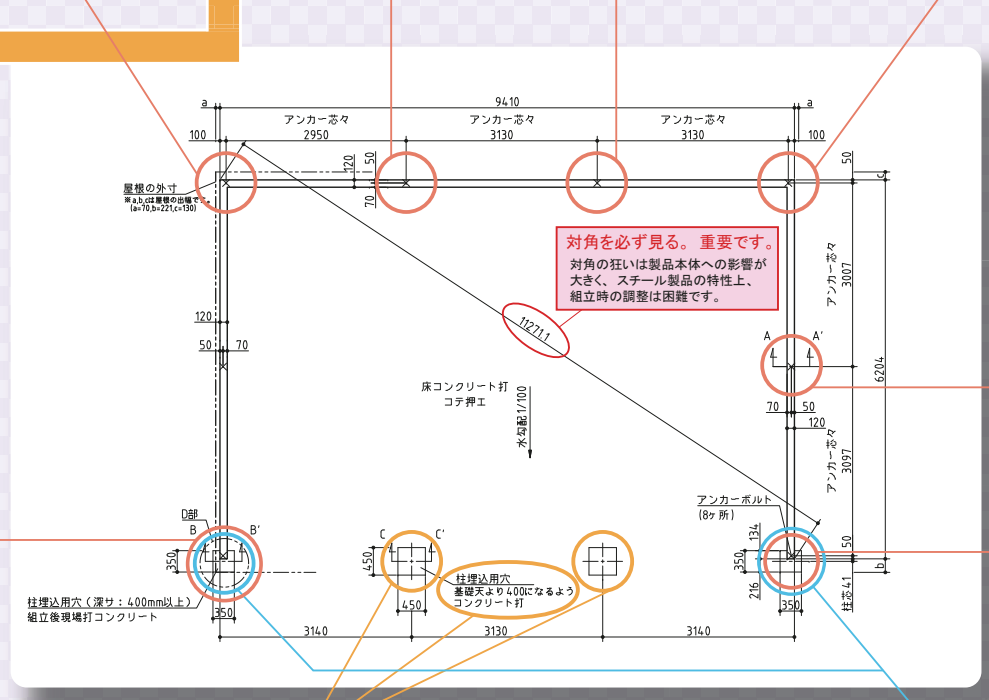 a
9410
a
アンカー芯々
アンカー芯々
アンカー芯々
100
2950
3130
3130
100
120
50
70
50
c
屋根の外寸
※a,b,cは屋根の出幅です。
(a=70,b=221,c=130)
対角を必ず見る。重要です。
対角の狂いは製品本体への影響が
大きく、スチール製品の特性上、
組立時の調整は困難です。
アンカー芯々
3007
120
50
70
11271.1
A
A'
6204
床コンクリート打
コテ押エ
水勾配 1/100
70
50
120
アンカー芯々
3097
アンカーボルト
(8ヶ所)
D部
B
B'
C
C'
134
50
350
450
350
b
柱埋込用穴
基礎天より400になるよう
コンクリート打
216
柱芯41
柱埋込用穴(深サ:400mm以上)
組立後現場打コンクリート
350
450
350
3140
3130
3140